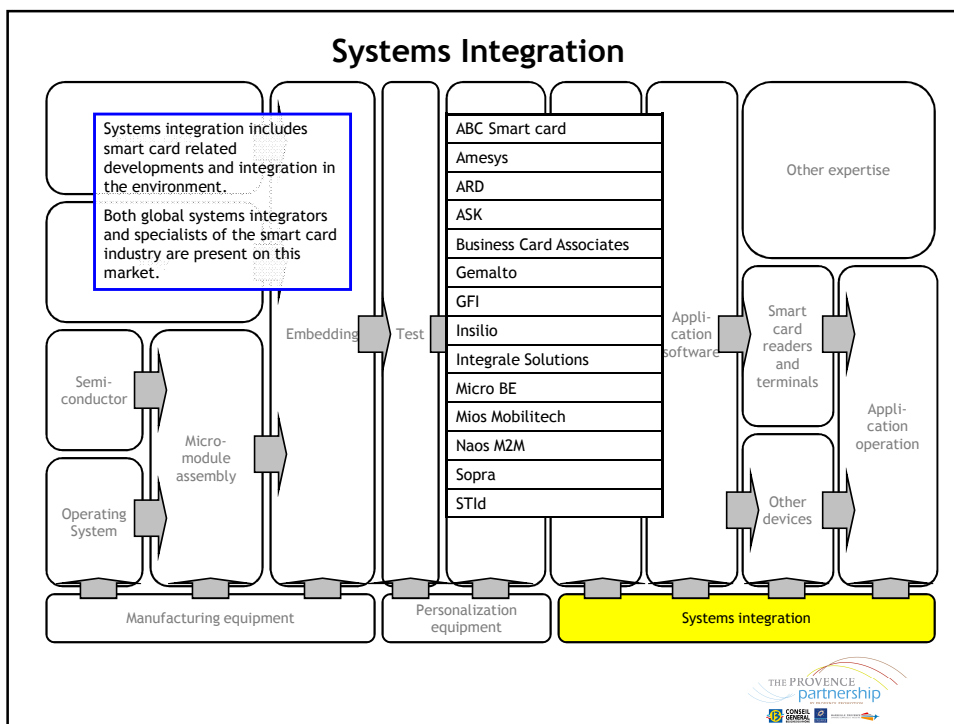 Systems Integration
Systems integration includes
smart card related
developments and integration in
the environment.
Both global systems integrators
and specialists of the smart card
industry are present on this
market.
ABC Smart card
Amesys
ARD
ASK
Business Card Associates
Gemalto
GFI
Insilio
Integrale Solutions
Micro BE
Mios Mobilitech
Naos M2M
Sopra
STId
Other expertise
Embedding
Test
Appli-
cation
software
Smart
card
readers
and
terminals
Semi-
conductor
Micro-
module
assembly
Appli-
cation
operation
Operating
System
Other
devices
Manufacturing equipment
Personalization
equipment
Systems integration
THE PROVENCE
partnership
CONSEIL
GENERAL